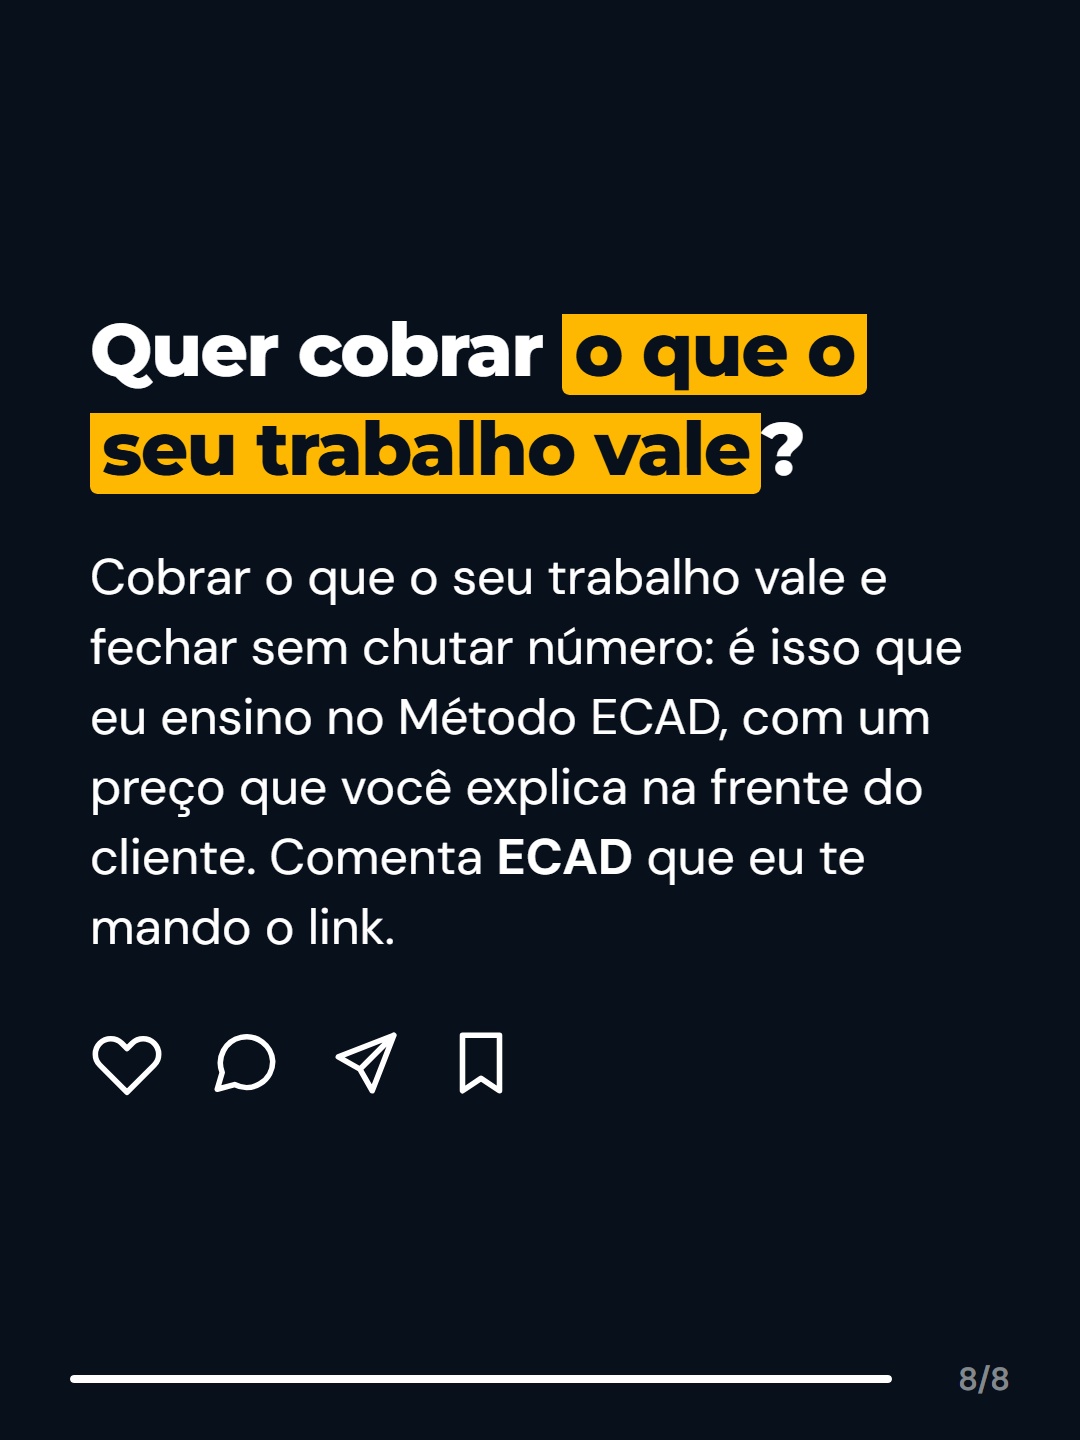 Quer cobrar o que o
seu trabalho vale?
Cobrar o que o seu trabalho vale e
fechar sem chutar número: é isso que
eu ensino no Método ECAD, com um
preço que você explica na frente do
cliente. Comenta ECAD que eu te
mando o link.
8/8